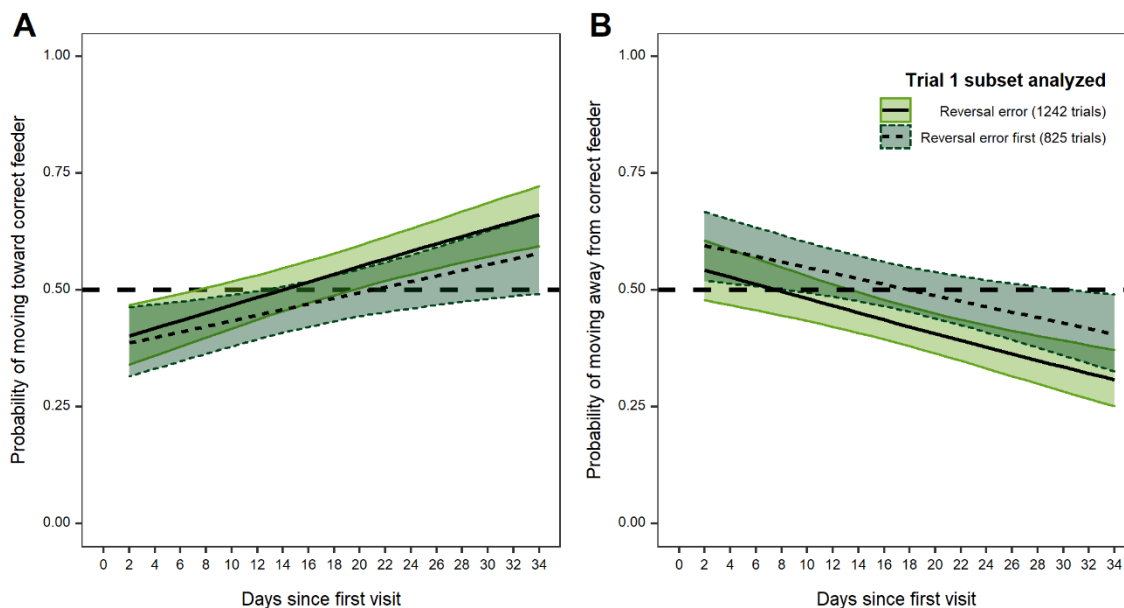 A
Probability of moving toward correct feeder
1.00
0.75
0.50
0.25
0.00
0 2 4 6 8 10 12 14 16 18 20 22 24 26 28 30 32 34
Days since first visit
B
Probability of moving away from correct feeder
Trial 1 subset analyzed
Reversal error (1242 trials)
Reversal error first (825 trials)
1.00
0.75
0.50
0.25
0.00
0 2 4 6 8 10 12 14 16 18 20 22 24 26 28 30 32 34
Days since first visit